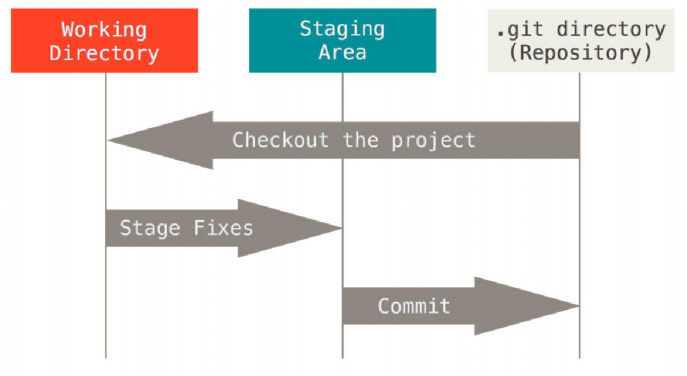 Working
Directory
Staging
Area
.git directory
(Repository)
Checkout the project
Stage Fixes
Commit